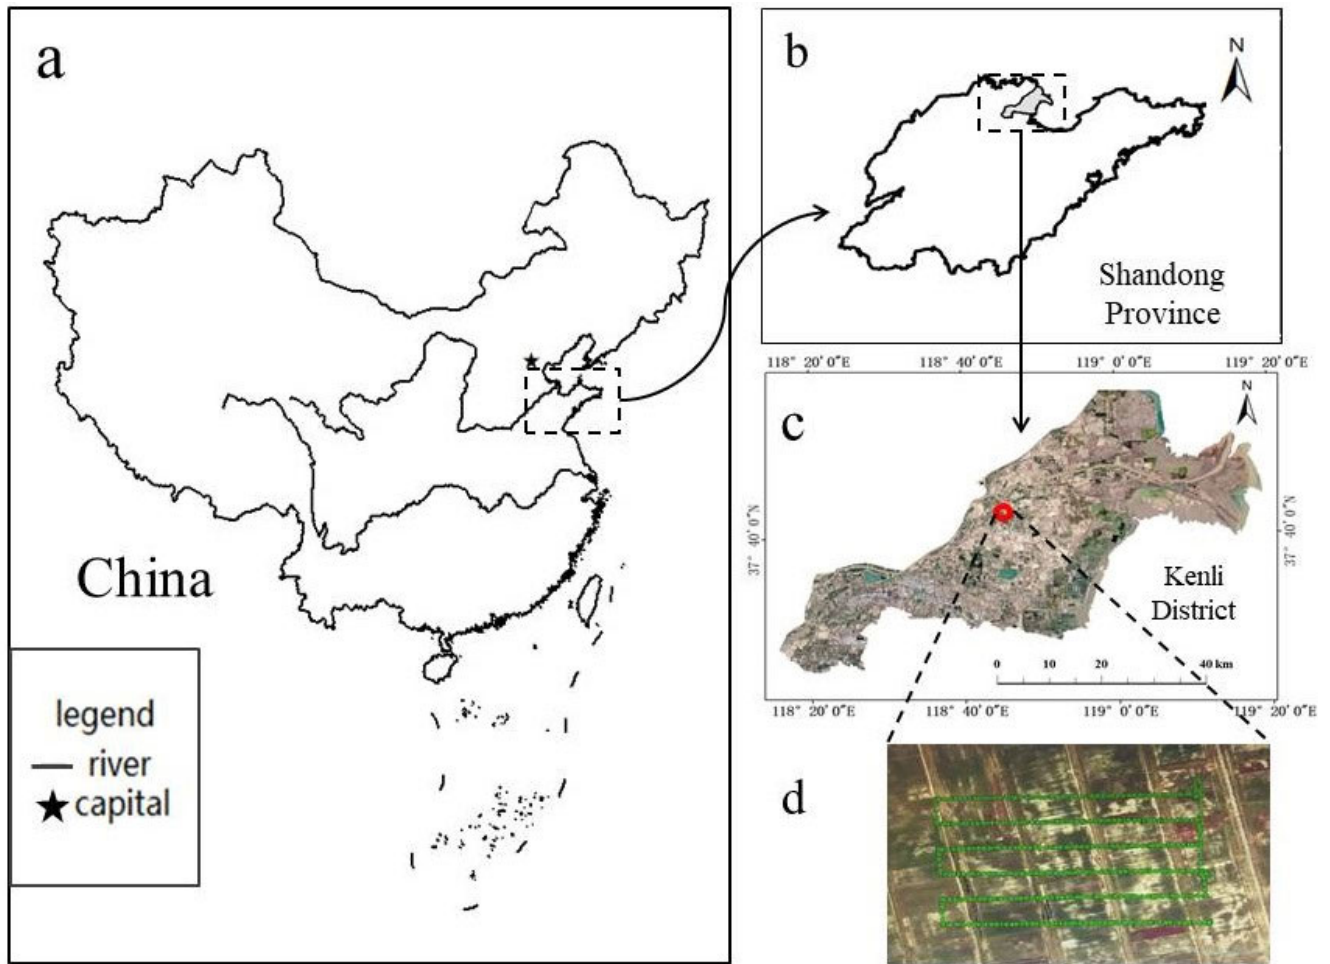 a
China
legend
river
capital
b
N
Shandong
Province
118° 20′ 0″E
118° 40′ 0″E
119° 0′ 0″E
119° 20′ 0″E
c
N
37° 40′ 0″N
37° 40′ 0″N
Kenli
District
0
10
20
40 km
118° 20′ 0″E
118° 40′ 0″E
119° 0′ 0″E
119° 20′ 0″E
d